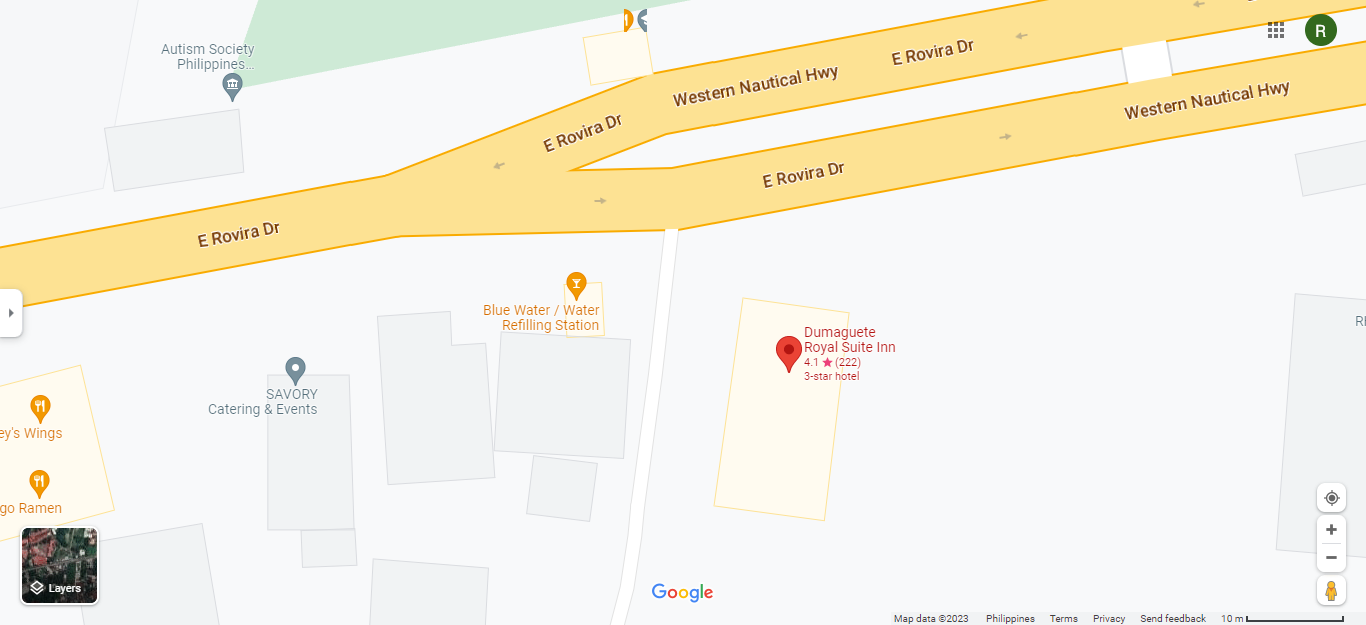 Autism Society
Philippines...
E Rovira Dr
Western Nautical Hwy
E Rovira Dr
Western Nautical Hwy
E Rovira Dr
E Rovira Dr
R
Blue Water / Water
Refilling Station
Dumaguete
Royal Suite Inn
4.1 ★ (222)
3-star hotel
SAVORY
Catering & Events
ey's Wings
go Ramen
Layers
Google
Map data ©2023 Philippines Terms Privacy Send feedback 10 m